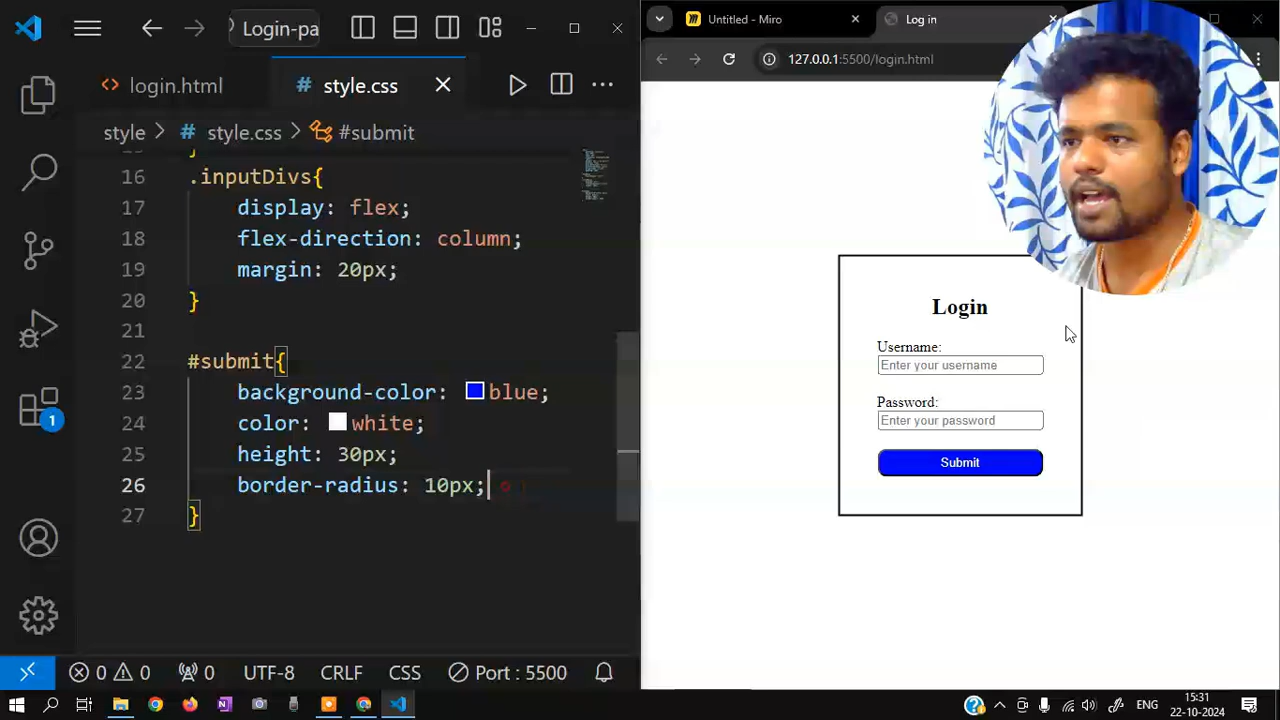 Login-pa
Untitled - Miro
Log in
login.html
# style.css
127.0.0.1:5500/login.html
style > # style.css > #submit
16 .inputDivs{
17 display: flex;
18 flex-direction: column;
19 margin: 20px;
20 }
21
22 #submit{
23 background-color: blue;
24 color: white;
25 height: 30px;
26 border-radius: 10px;
27 }
Login
Username:
Enter your username
Password:
Enter your password
Submit
1
0 0 0 UTF-8 CRLF CSS Port : 5500
ENG
15:31
22-10-2024